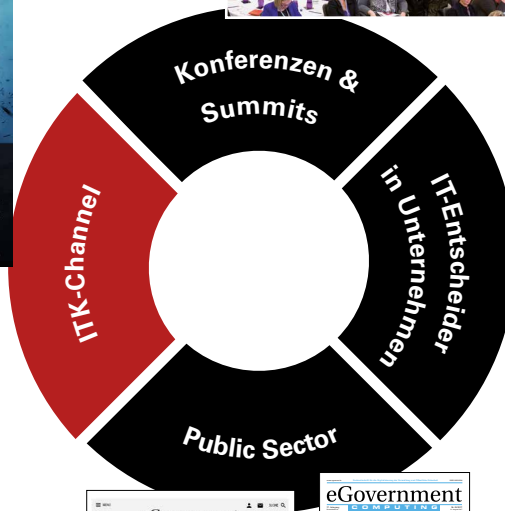 Konferenzen &
Summits
IT-Entscheider
in Unternehmen
ITK-Channel
Public Sector
eGovernment
COMPUTING